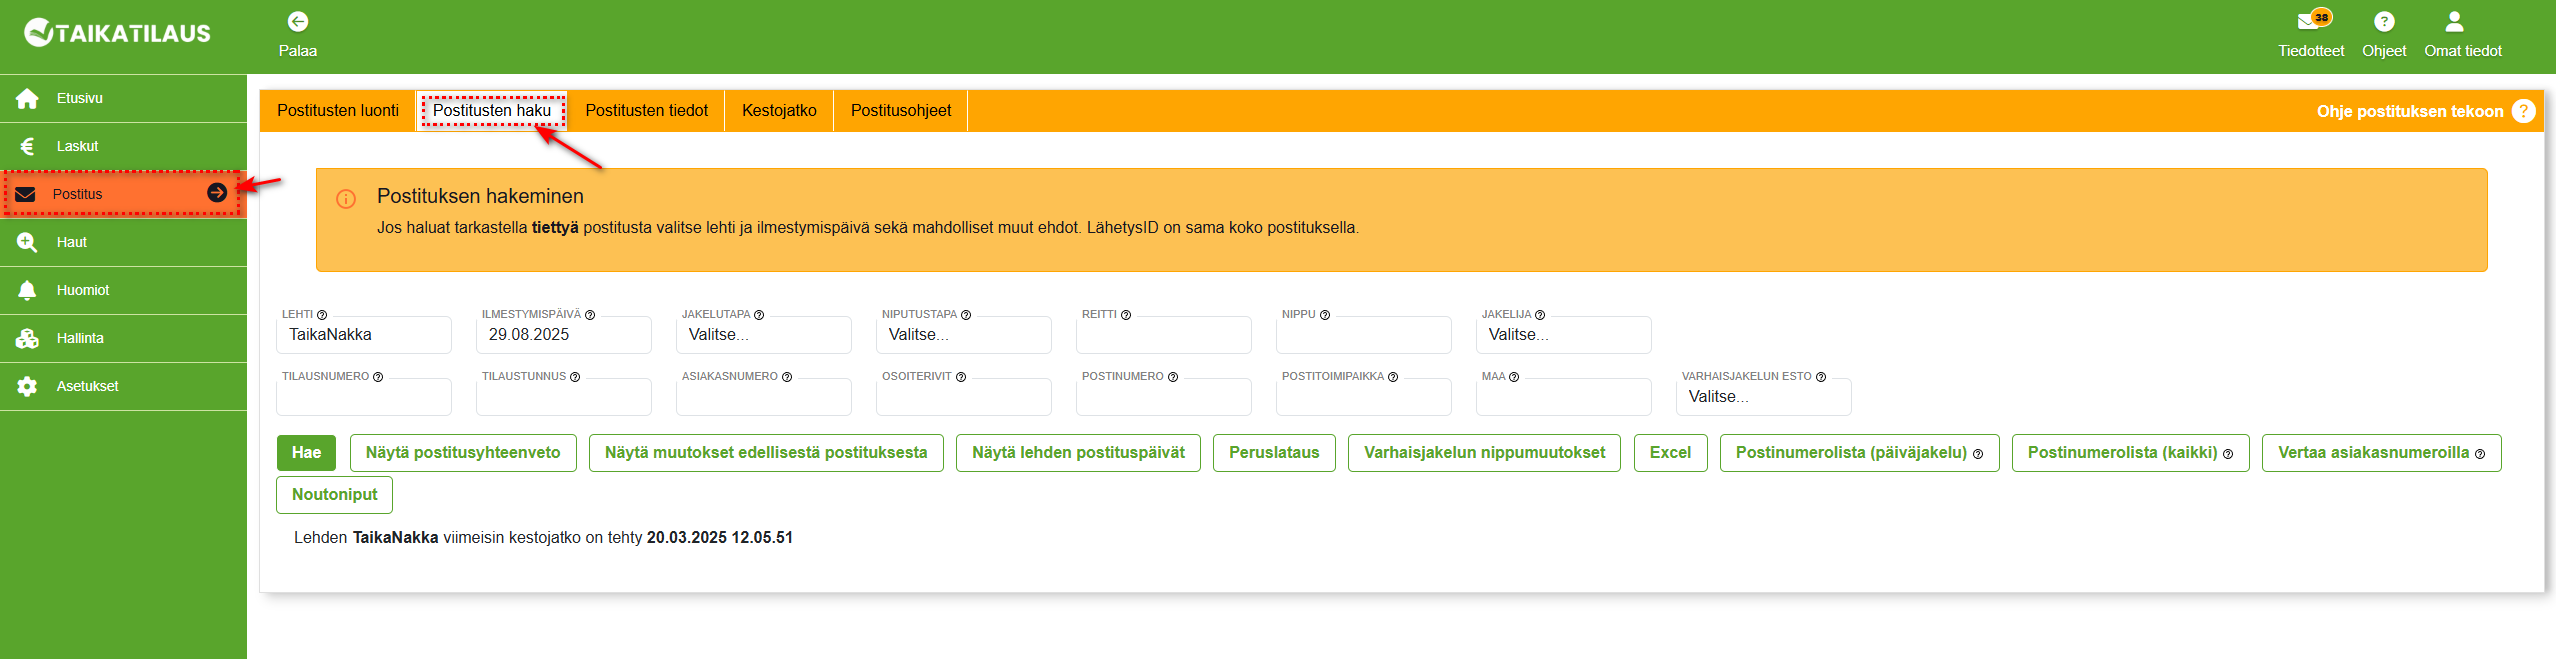 TAIKATILAUS
Palaa
38
Tiedotteet Ohjeet Omat tiedot
Etusivu
Laskut
Postitus
Haut
Huomiot
Hallinta
Asetukset
Postitusten luonti Postitusten haku Postitusten tiedot Kestojatko Postitusohjeet Ohje postituksen tekoon ?
Postituksen hakeminen
Jos haluat tarkastella tiettyä postitusta valitse lehti ja ilmestymispäivä sekä mahdolliset muut ehdot. LähetysID on sama koko postituksella.
LEHTI ? ILMESTYMISPÄIVÄ ? JAKELUTAPA ? NIPUTUSTAPA ? REITTI ? NIPPU ? JAKELIJA ?
TaikaNakka 29.08.2025 Valitse... Valitse... Valitse...
TILAUSNUMERO ? TILAUSTUNNUS ? ASIAKASNUMERO ? OSOITERIVIT ? POSTINUMERO ? POSTITOIMIPAIKKA ? MAA ? VARHAISJAKELUN ESTO ?
Valitse...
Hae Näytä postitusyhteenveto Näytä muutokset edellisestä postituksesta Näytä lehden postituspäivät Peruslataus Varhaisjakelun nippumuutokset Excel Postinumerolista (päiväjakelu) ? Postinumerolista (kaikki) ? Vertaa asiakasnumeroilla ?
Noutoniput
Lehden TaikaNakka viimeisin kestojatko on tehty 20.03.2025 12.05.51